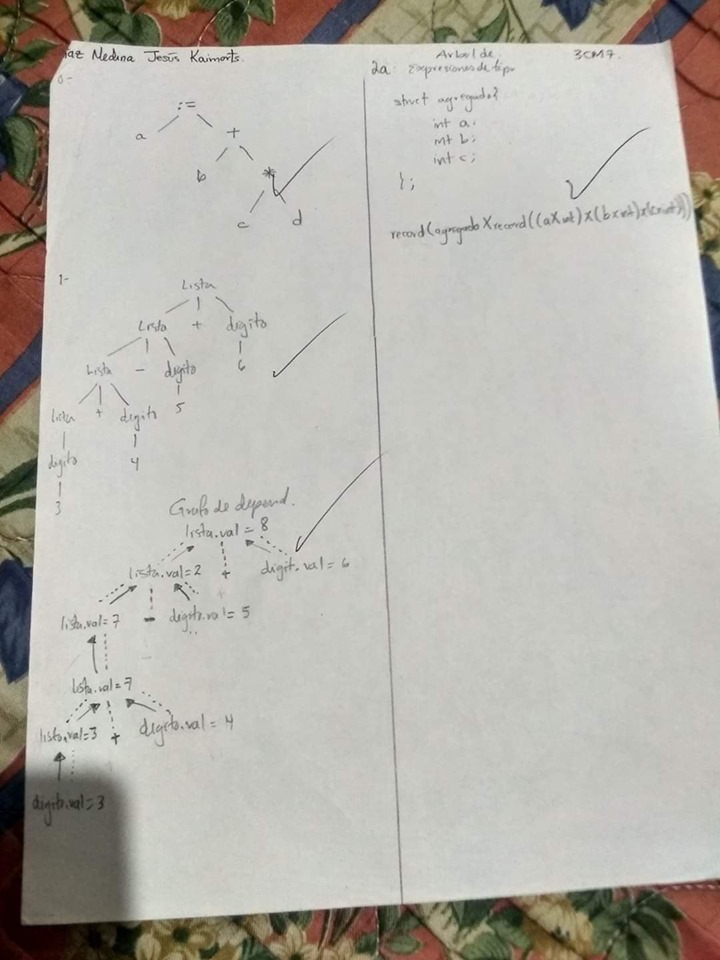 íaz Medina Jesús Kaimorts.
0-
:=
a +
b *
c d
1-
Lista
Lista + digito
Lista - digito 6
lista + digito 5
digito 4
3
Grafo de depend.
lista.val = 8
lista.val = 2 + digit.val = 6
lista.val = 7 - digito.val = 5
lista.val = 7
lista.val = 3 + digito.val = 4
digito.val = 3
Arbol de 3CM7.
2a Expresiones de tipo
struct agregado{
int a;
int b;
int c;
};
record(agregado X record((a X int) X (b x int) x (c x int)))